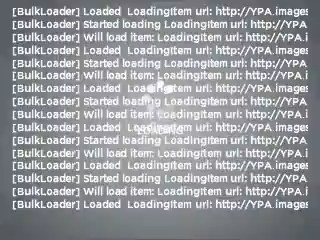 [BulkLoader] Loaded  LoadingItem url: http://YPA.images
[BulkLoader] Started loading LoadingItem url: http://YPA
[BulkLoader] Will load item: LoadingItem url: http://YPA.i
[BulkLoader] Loaded  LoadingItem url: http://YPA.images
[BulkLoader] Started loading LoadingItem url: http://YPA
[BulkLoader] Will load item: LoadingItem url: http://YPA.i
[BulkLoader] Loaded  LoadingItem url: http://YPA.images
[BulkLoader] Started loading LoadingItem url: http://YPA
[BulkLoader] Will load item: LoadingItem url: http://YPA.i
[BulkLoader] Loaded  LoadingItem url: http://YPA.images
LOADING
[BulkLoader] Started loading LoadingItem url: http://YPA
[BulkLoader] Will load item: LoadingItem url: http://YPA.i
[BulkLoader] Loaded  LoadingItem url: http://YPA.images
[BulkLoader] Started loading LoadingItem url: http://YPA
[BulkLoader] Will load item: LoadingItem url: http://YPA.i
[BulkLoader] Loaded  LoadingItem url: http://YPA.images